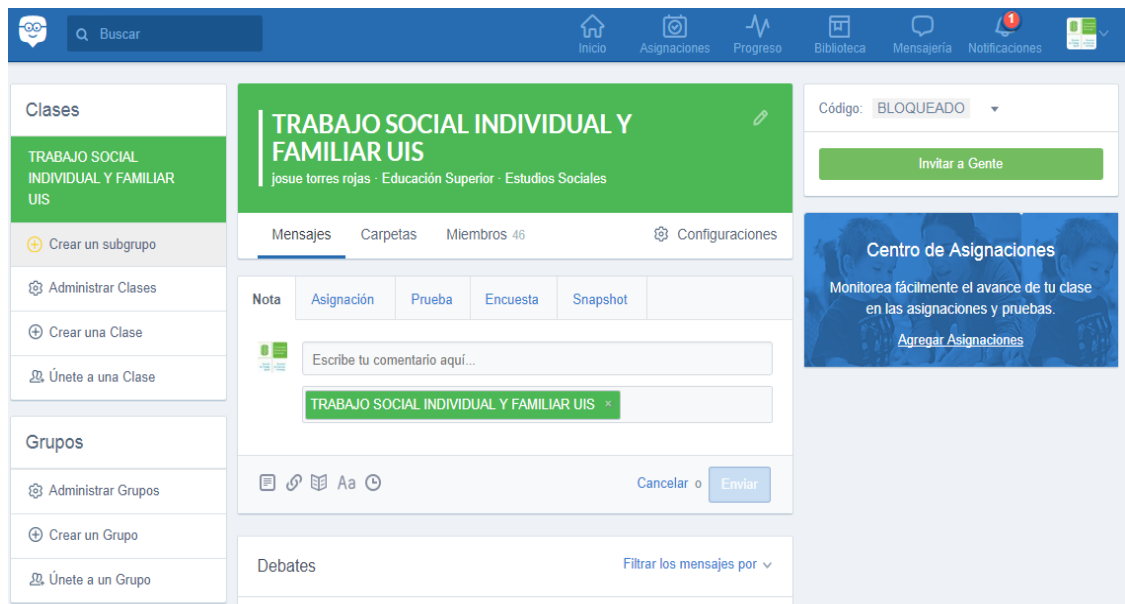 Buscar
Inicio
Asignaciones
Progreso
Biblioteca
Mensajería
1
Notificaciones
Clases
TRABAJO SOCIAL
INDIVIDUAL Y FAMILIAR
UIS
Crear un subgrupo
Administrar Clases
Crear una Clase
Únete a una Clase
Grupos
Administrar Grupos
Crear un Grupo
Únete a un Grupo
TRABAJO SOCIAL INDIVIDUAL Y
FAMILIAR UIS
josue torres rojas · Educación Superior · Estudios Sociales
Mensajes Carpetas Miembros 46 Configuraciones
Nota Asignación Prueba Encuesta Snapshot
Escribe tu comentario aquí...
TRABAJO SOCIAL INDIVIDUAL Y FAMILIAR UIS ×
Aa Cancelar o Enviar
Debates Filtrar los mensajes por
Código: BLOQUEADO
Invitar a Gente
Centro de Asignaciones
Monitorea fácilmente el avance de tu clase
en las asignaciones y pruebas.
Agregar Asignaciones